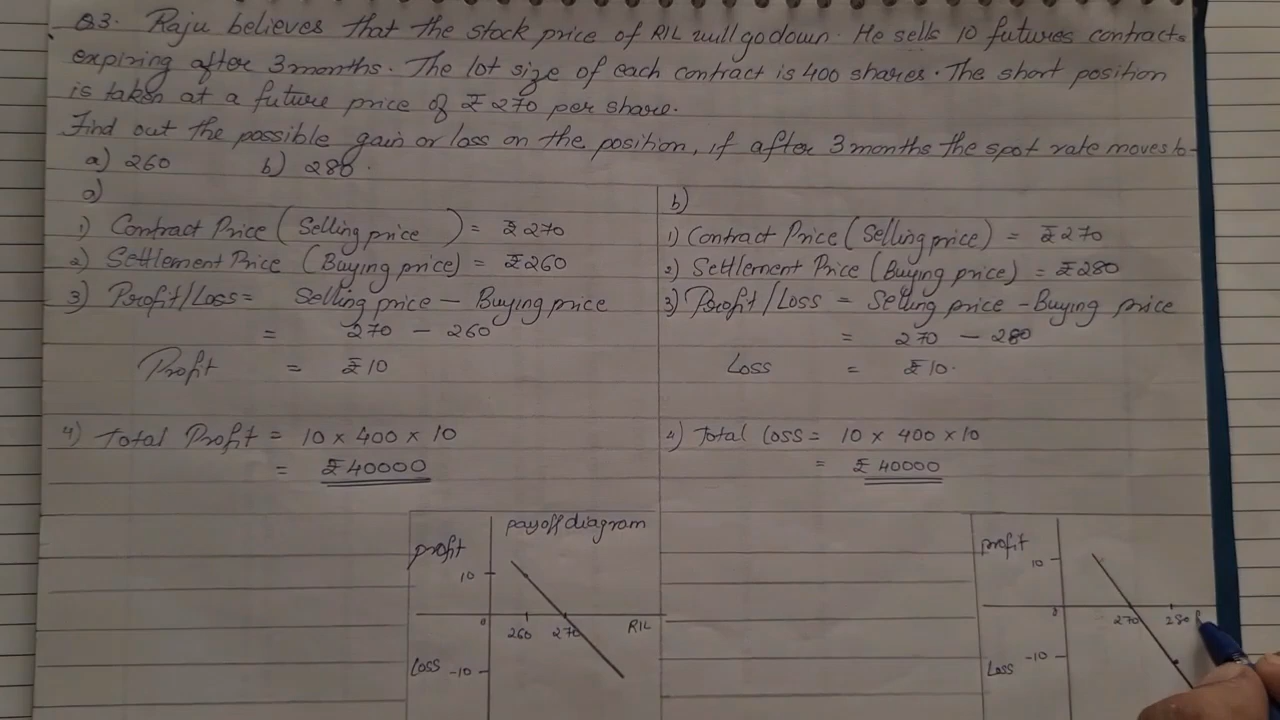 Q3. Raju believes that the stock price of RIL will go down. He sells 10 futures contracts
expiring after 3 months. The lot size of each contract is 400 shares. The short position
is taken at a future price of ₹270 per share.
Find out the possible gain or loss on the position, if after 3 months the spot rate moves to-
a) 260 b) 280.
a)
1) Contract Price (Selling price) = ₹270
2) Settlement Price (Buying price) = ₹260
3) Profit/Loss = Selling price - Buying price
= 270 - 260
Profit = ₹10
4) Total Profit = 10 x 400 x 10
= ₹40000
payoff diagram
profit
10
0
260 270 RIL
Loss -10
b)
1) Contract Price (Selling price) = ₹270
2) Settlement Price (Buying price) = ₹280
3) Profit/Loss = Selling price - Buying price
= 270 - 280
Loss = ₹10.
4) Total Loss = 10 x 400 x 10
= ₹40000
profit
10
270 280
Loss -10